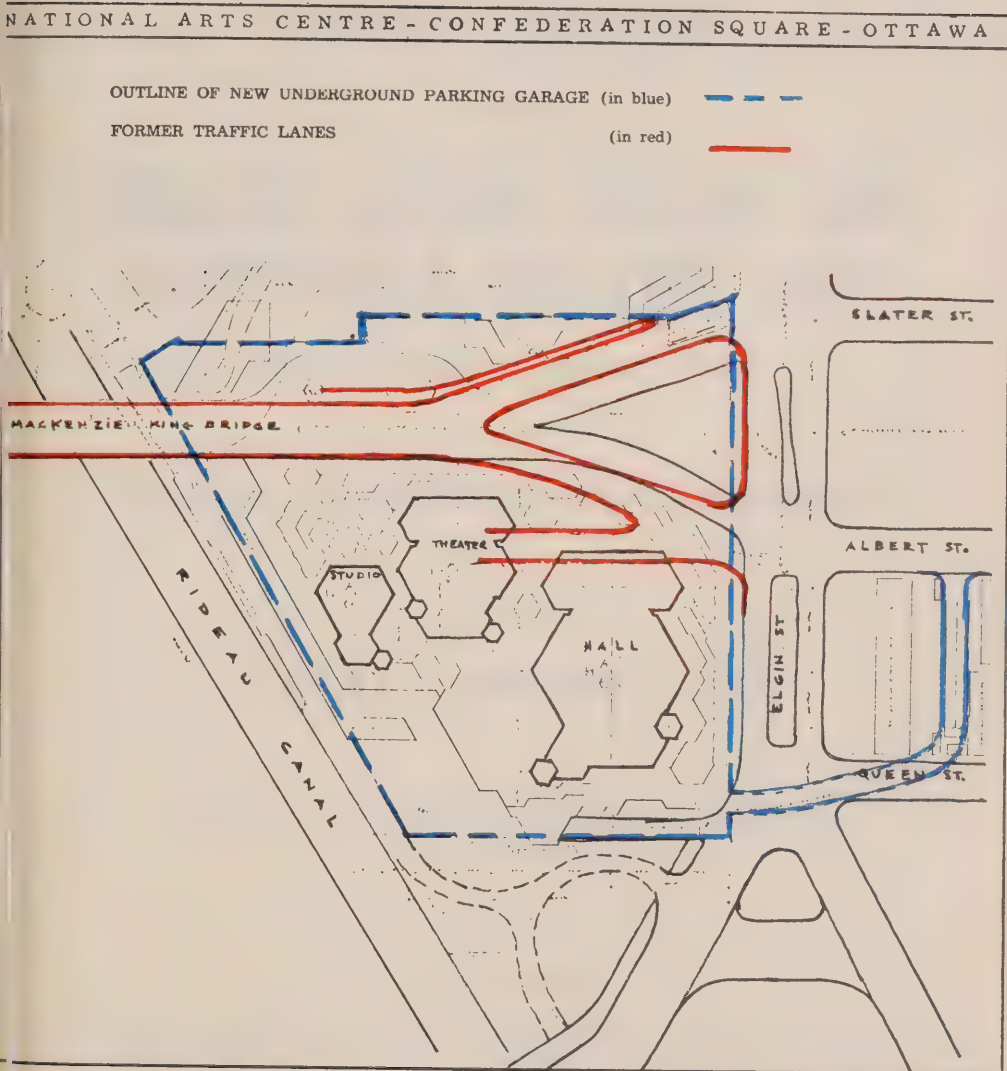 NATIONAL ARTS CENTRE - CONFEDERATION SQUARE - OTTAWA
OUTLINE OF NEW UNDERGROUND PARKING GARAGE (in blue)
FORMER TRAFFIC LANES (in red)
SLATER ST.
MACKENZIE KING BRIDGE
THEATER
ALBERT ST.
STUDIO
RIDEAU CANAL
HALL
ELGIN ST
QUEEN ST.